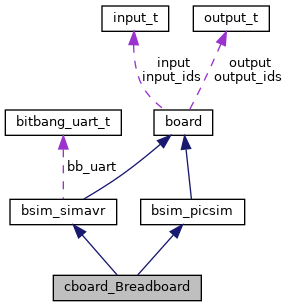 input_t
output_t
input
input_ids
output
output_ids
bitbang_uart_t
board
bb_uart
bsim_simavr
bsim_picsim
cboard_Breadboard